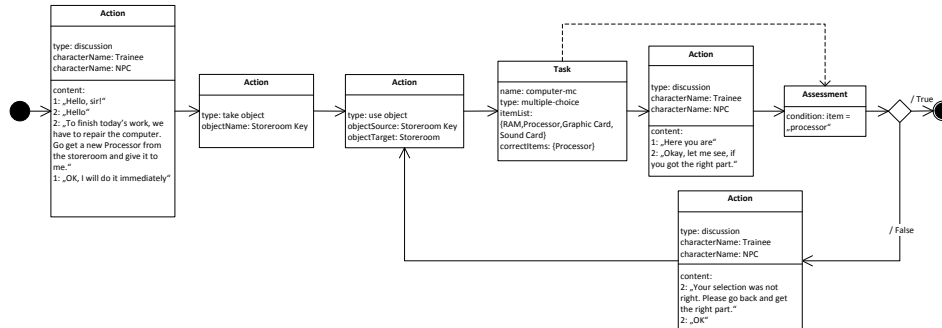 Action
type: discussion
characterName: Trainee
characterName: NPC
content:
1: „Hello, sir!"
2: „Hello"
2: „To finish today's work, we
have to repair the computer.
Go get a new Processor from
the storeroom and give it to
me."
1: „OK, I will do it immediately"
Action
type: take object
objectName: Storeroom Key
Action
type: use object
objectSource: Storeroom Key
objectTarget: Storeroom
Task
name: computer-mc
type: multiple-choice
itemList:
{RAM,Processor,Graphic Card,
Sound Card}
correctItems: {Processor}
Action
type: discussion
characterName: Trainee
characterName: NPC
content:
1: „Here you are"
2: „Okay, let me see, if
you got the right part."
Assessment
condition: item =
„processor"
/ True
/ False
Action
type: discussion
characterName: Trainee
characterName: NPC
content:
2: „Your selection was not
right. Please go back and get
the right part."
2: „OK"